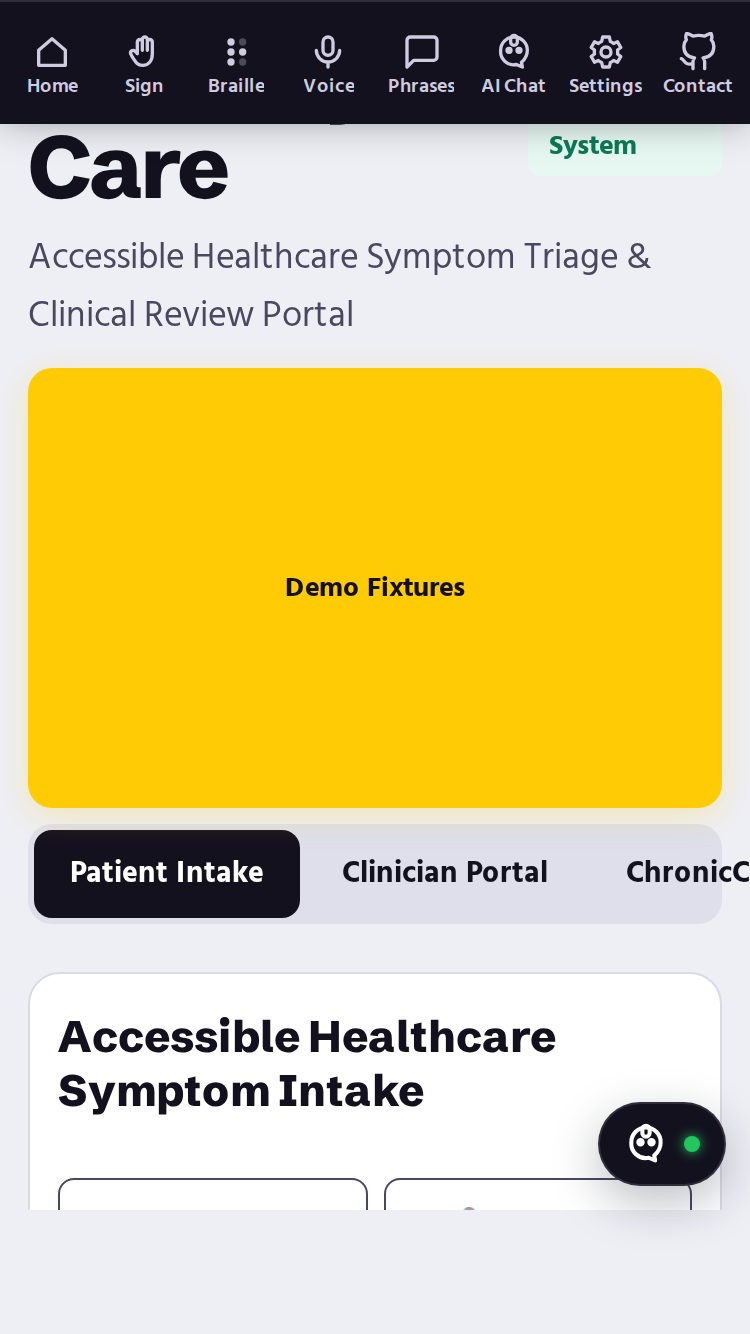 Home
Sign
Braille
Voice
Phrases
AI Chat
Settings
Contact
Care
System
Accessible Healthcare Symptom Triage &
Clinical Review Portal
Demo Fixtures
Patient Intake
Clinician Portal
ChronicC
Accessible Healthcare
Symptom Intake